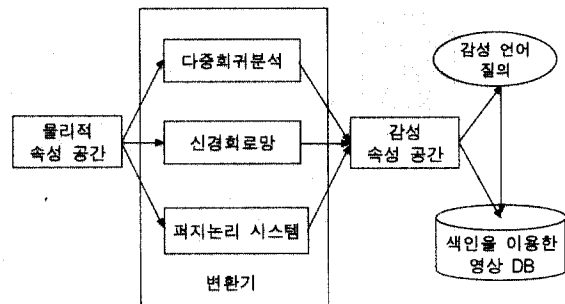 다중회귀분석
감성 언어
질의
물리적
속성 공간
신경회로망
감성
속성 공간
퍼지논리 시스템
색인을 이용한
영상 DB
변환기